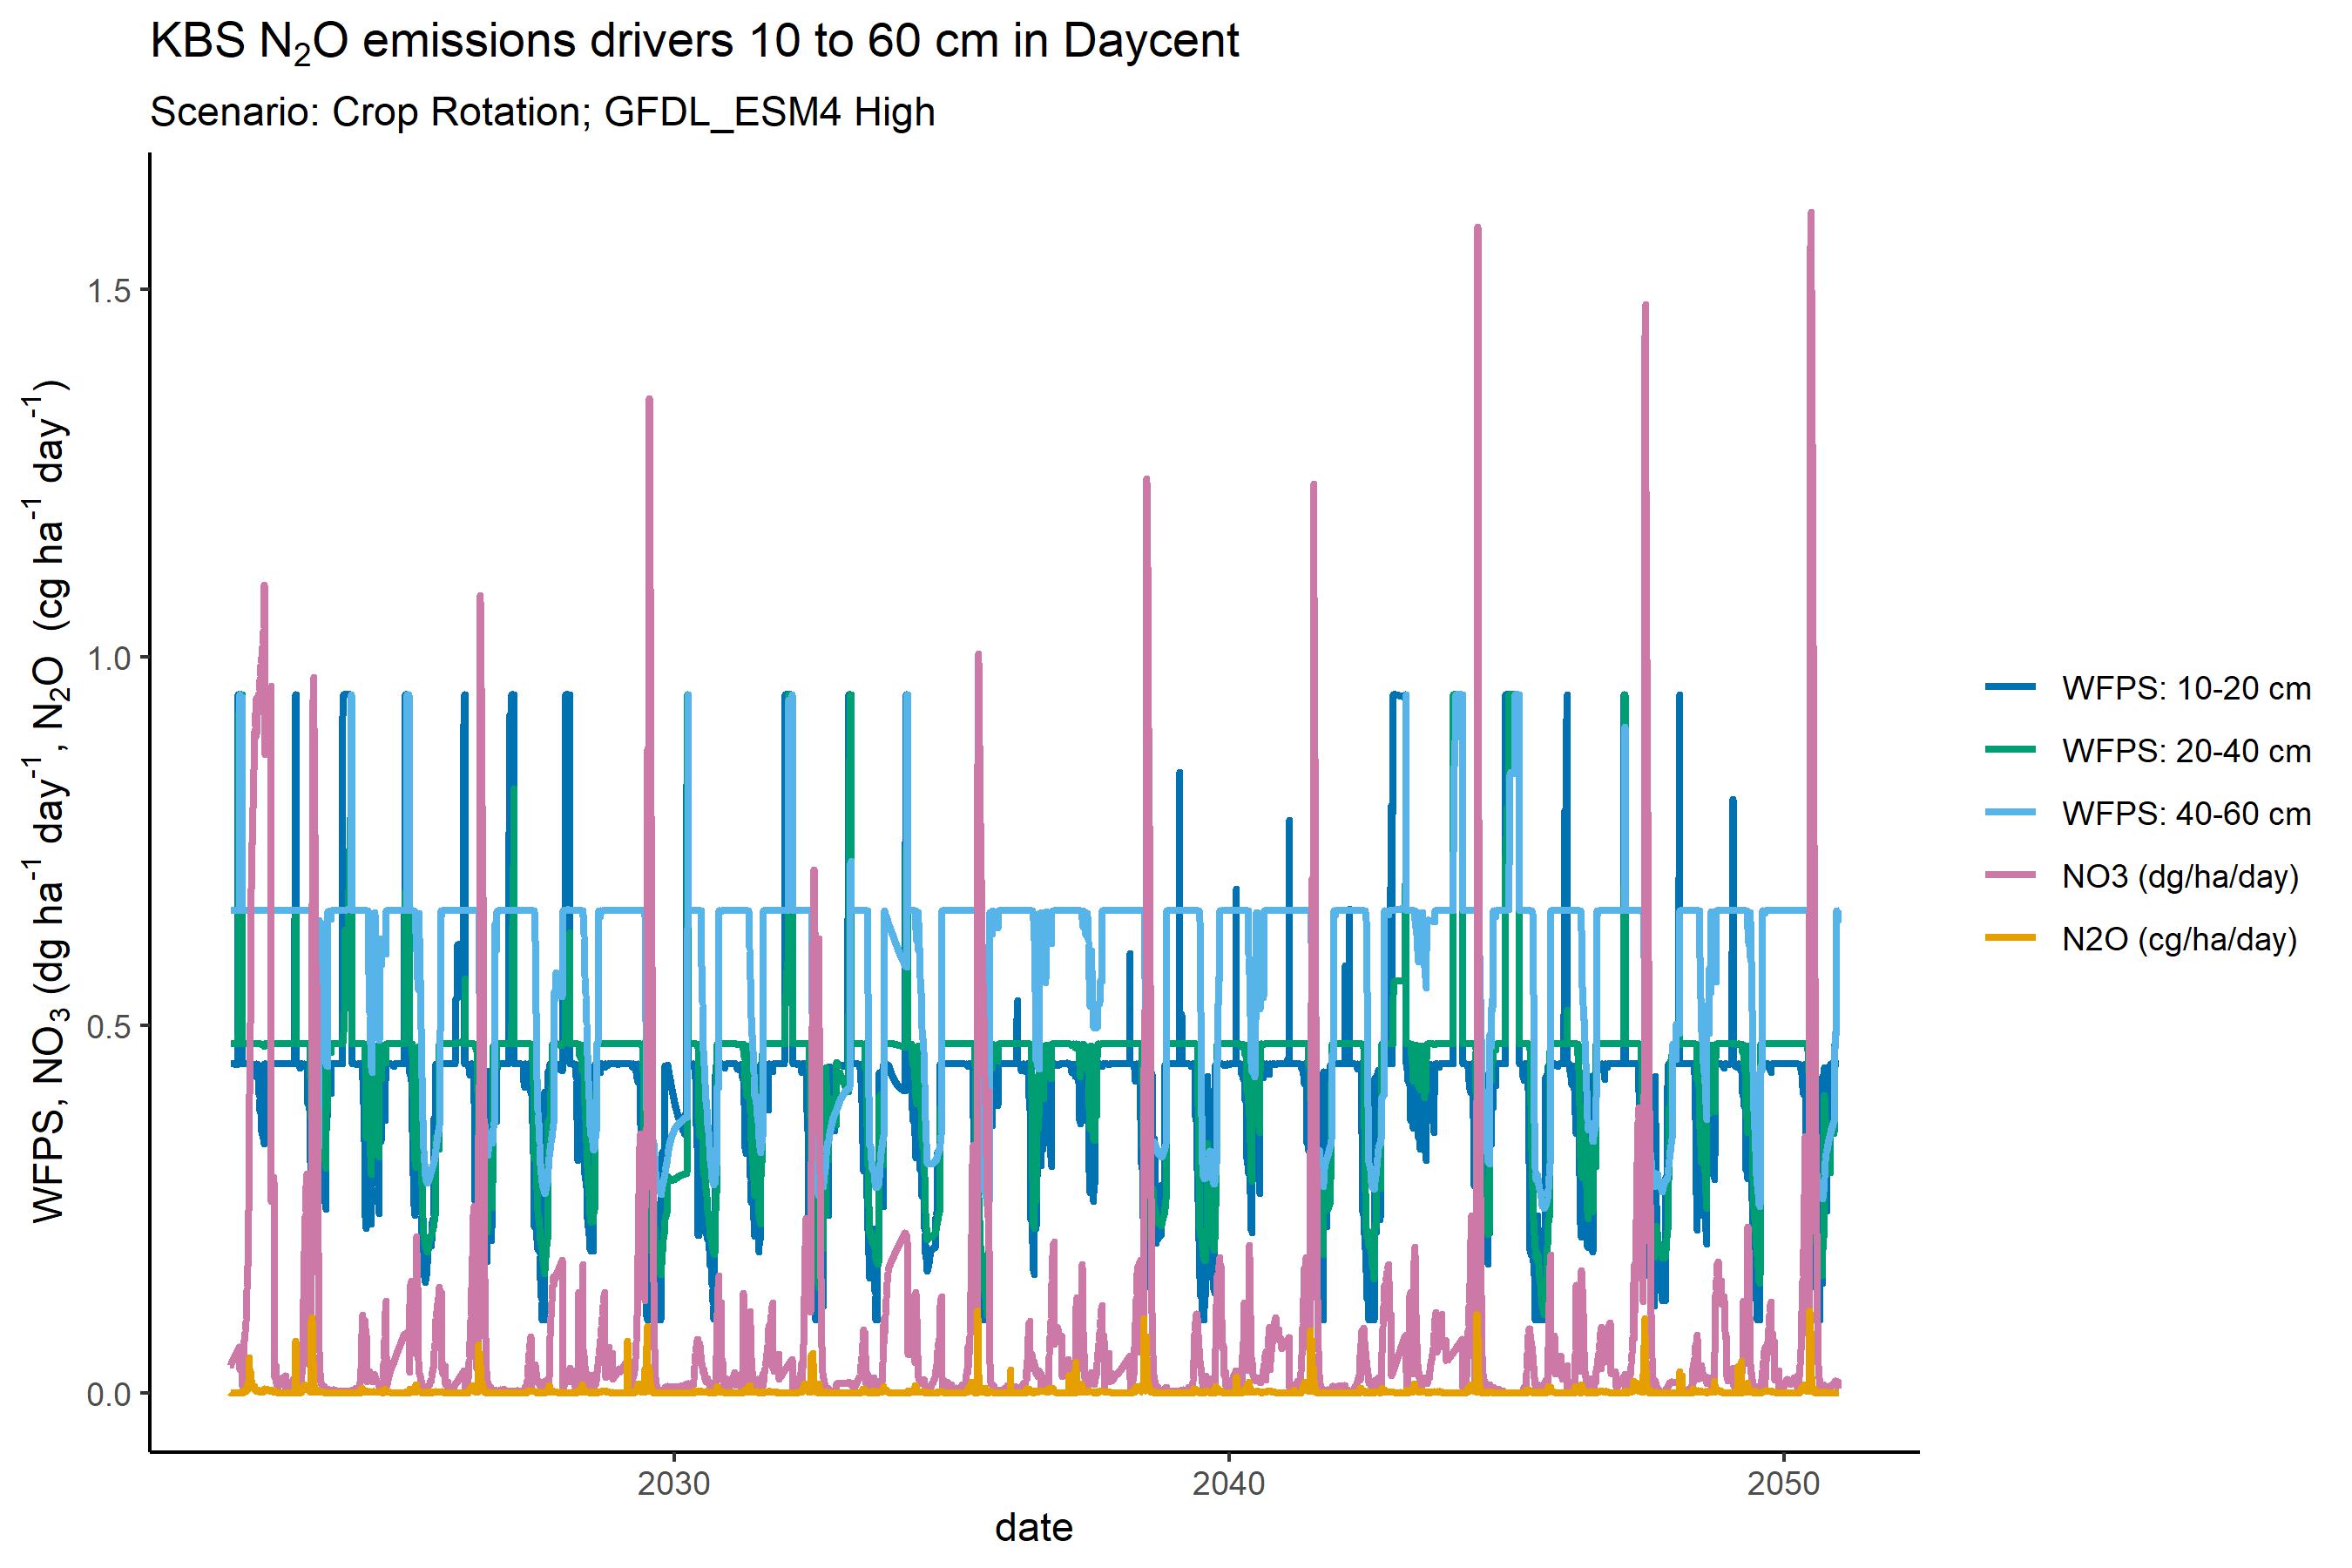 KBS N₂O emissions drivers 10 to 60 cm in Daycent
Scenario: Crop Rotation; GFDL_ESM4 High
WFPS, NO₃ (dg ha⁻¹ day⁻¹, N₂O (cg ha⁻¹ day⁻¹)
1.5
1.0
0.5
0.0
2030
2040
2050
date
WFPS: 10-20 cm
WFPS: 20-40 cm
WFPS: 40-60 cm
NO3 (dg/ha/day)
N2O (cg/ha/day)